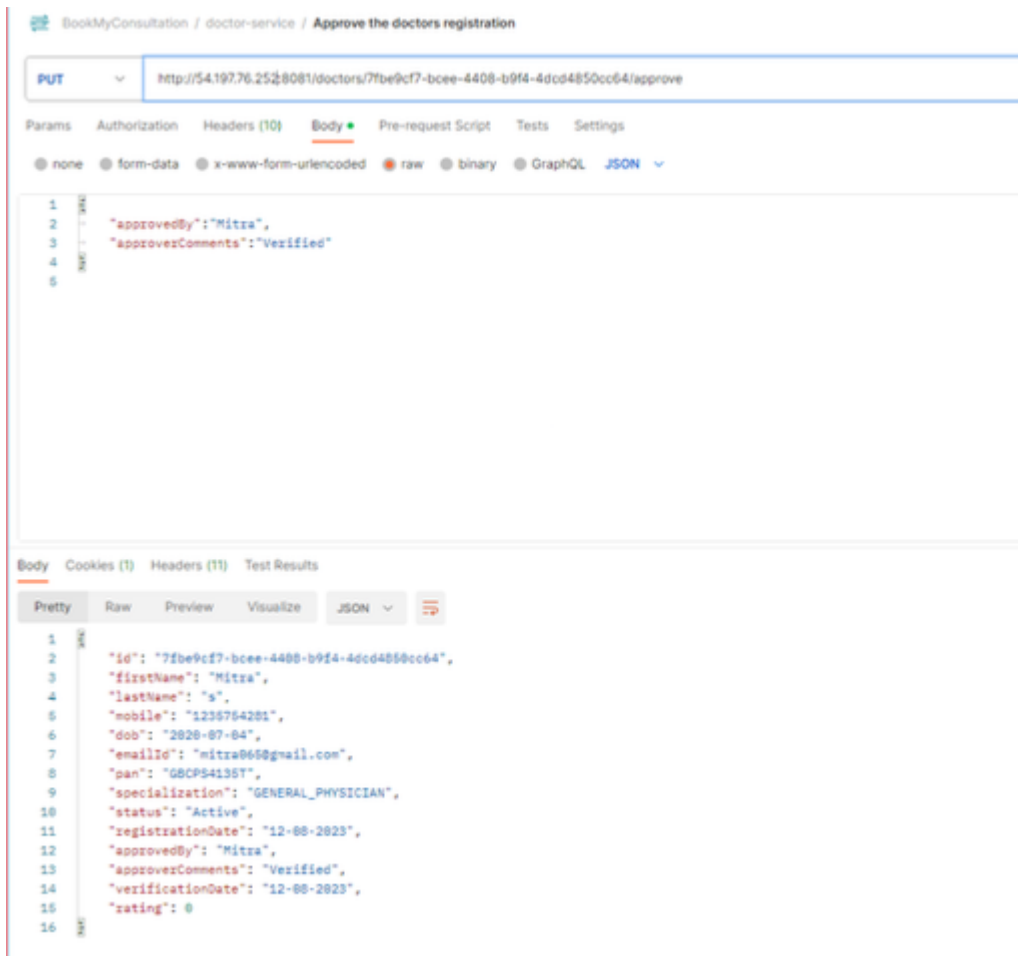 BookMyConsultation / doctor-service / Approve the doctors registration
PUT http://54.197.76.252:8081/doctors/7fbe9cf7-bcee-4408-b9f4-4dcd4850cc64/approve
Params Authorization Headers (10) Body Pre-request Script Tests Settings
none form-data x-www-form-urlencoded raw binary GraphQL JSON
1 {
2 "approvedBy":"Mitra",
3 "approverComments":"Verified"
4 }
5
Body Cookies (1) Headers (11) Test Results
Pretty Raw Preview Visualize JSON
1 {
2 "id": "7fbe9cf7-bcee-4408-b9f4-4dcd4850cc64",
3 "firstName": "Mitra",
4 "lastName": "s",
5 "mobile": "1235754281",
6 "dob": "2020-07-04",
7 "emailId": "mitra065@gmail.com",
8 "pan": "GBCPS4135T",
9 "specialization": "GENERAL_PHYSICIAN",
10 "status": "Active",
11 "registrationDate": "12-08-2023",
12 "approvedBy": "Mitra",
13 "approverComments": "Verified",
14 "verificationDate": "12-08-2023",
15 "rating": 0
16 }